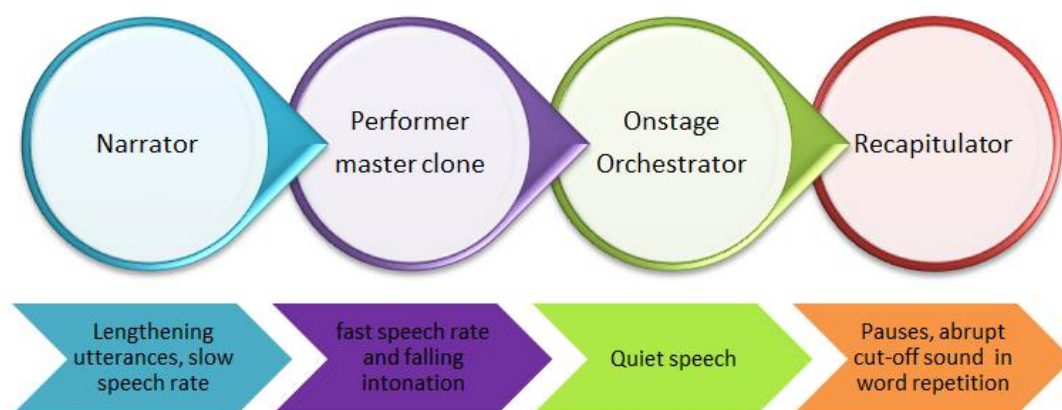 Narrator
Performer
master clone
Onstage
Orchestrator
Recapitulator
Lengthening
utterances, slow
speech rate
fast speech rate
and falling
intonation
Quiet speech
Pauses, abrupt
cut-off sound in
word repetition